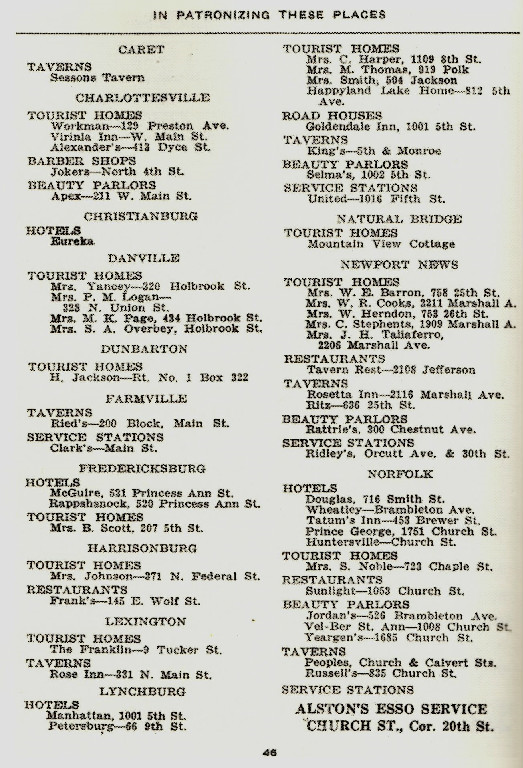 IN PATRONIZING THESE PLACES
CARET
TAVERNS
Sessons Tavern
CHARLOTTESVILLE
TOURIST HOMES
Workman—129 Preston Ave.
Virinia Inn—W. Main St.
Alexander's—413 Dyce St.
BARBER SHOPS
Jokers—North 4th St.
BEAUTY PARLORS
Apex—211 W. Main St.
CHRISTIANBURG
HOTELS
Eureka
DANVILLE
TOURIST HOMES
Mrs. Yancey—320 Holbrook St.
Mrs. P. M. Logan—
328 N. Union St.
Mrs. M. K. Page, 434 Holbrook St.
Mrs. S. A. Overbey, Holbrook St.
DUNBARTON
TOURIST HOMES
H. Jackson—Rt. No. 1 Box 322
FARMVILLE
TAVERNS
Ried's—200 Block, Main St.
SERVICE STATIONS
Clark's—Main St.
FREDERICKSBURG
HOTELS
McGuire, 521 Princess Ann St.
Rappahsnock, 520 Princess Ann St.
TOURIST HOMES
Mrs. B. Scott, 207 5th St.
HARRISONBURG
TOURIST HOMES
Mrs. Johnson—371 N. Federal St.
RESTAURANTS
Frank's—145 E. Wolf St.
LEXINGTON
TOURIST HOMES
The Franklin—9 Tucker St.
TAVERNS
Rose Inn—331 N. Main St.
LYNCHBURG
HOTELS
Manhattan, 1001 5th St.
Petersburg—66 9th St.
TOURIST HOMES
Mrs. C. Harper, 1109 8th St.
Mrs. M. Thomas, 919 Polk
Mrs. Smith, 504 Jackson
Happyland Lake Home—812 5th
Ave.
ROAD HOUSES
Goldendale Inn, 1001 5th St.
TAVERNS
King's—5th & Monroe
BEAUTY PARLORS
Selma's, 1002 5th St.
SERVICE STATIONS
United—1016 Fifth St.
NATURAL BRIDGE
TOURIST HOMES
Mountain View Cottage
NEWPORT NEWS
TOURIST HOMES
Mrs. W. E. Barron, 758 25th St.
Mrs. W. R. Cooks, 2211 Marshall A.
Mrs. W. Herndon, 753 26th St.
Mrs. C. Stephents, 1909 Marshall A.
Mrs. J. H. Taliaferro,
2206 Marshall Ave.
RESTAURANTS
Tavern Rest—2108 Jefferson
TAVERNS
Rosetta Inn—2116 Marshall Ave.
Ritz—636 25th St.
BEAUTY PARLORS
Rattrie's, 300 Chestnut Ave.
SERVICE STATIONS
Ridley's, Orcutt Ave. & 30th St.
NORFOLK
HOTELS
Douglas, 716 Smith St.
Wheatley—Brambleton Ave.
Tatum's Inn—453 Brewer St.
Prince George, 1751 Church St.
Huntersville—Church St.
TOURIST HOMES
Mrs. S. Noble—723 Chaple St.
RESTAURANTS
Sunlight—1053 Church St.
BEAUTY PARLORS
Jordan's—526 Brambleton Ave.
Vel-Ber St. Ann—1008 Church St.
Yeargen's—1685 Church St.
TAVERNS
Peoples, Church & Calvert Sts.
Russell's—835 Church St.
SERVICE STATIONS
ALSTON'S ESSO SERVICE
CHURCH ST., Cor. 20th St.
46